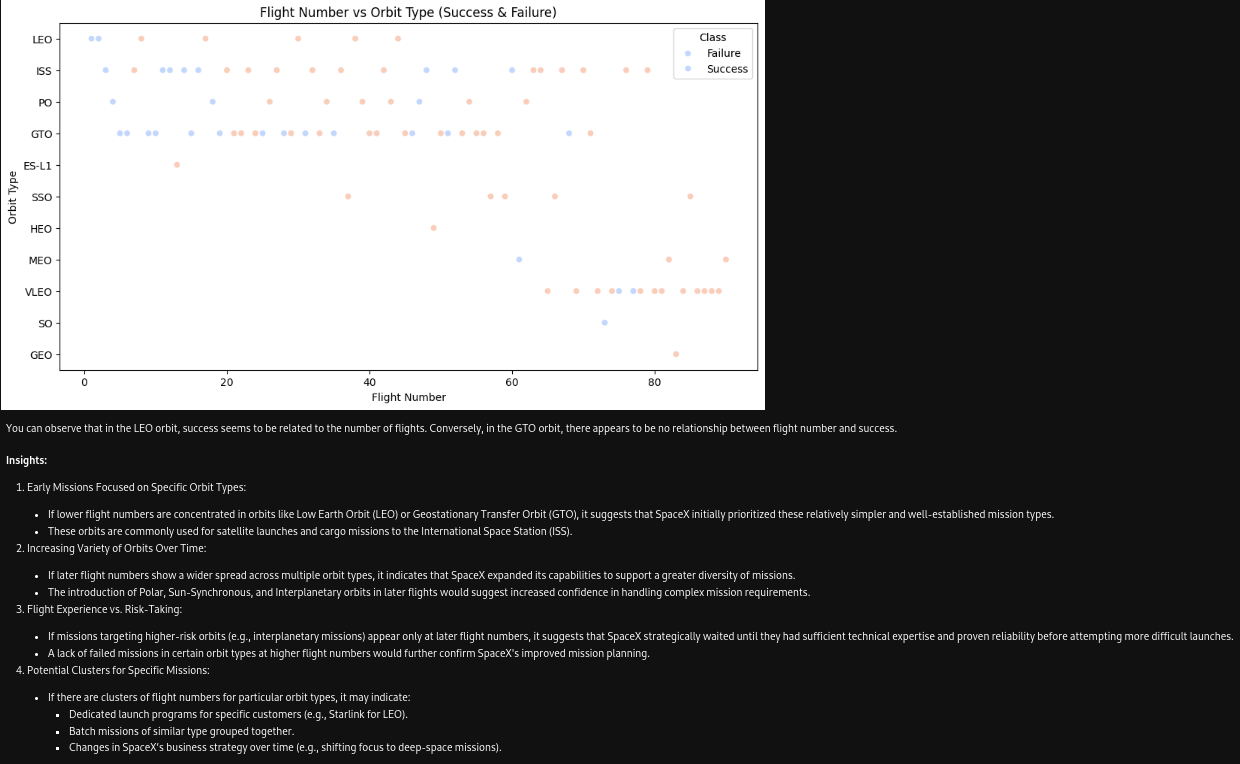 Flight Number vs Orbit Type (Success & Failure)
Class
Failure
Success
Orbit Type
LEO
ISS
PO
GTO
ES-L1
SSO
HEO
MEO
VLEO
SO
GEO
0 20 40 60 80
Flight Number
You can observe that in the LEO orbit, success seems to be related to the number of flights. Conversely, in the GTO orbit, there appears to be no relationship between flight number and success.
Insights:
1. Early Missions Focused on Specific Orbit Types:
• If lower flight numbers are concentrated in orbits like Low Earth Orbit (LEO) or Geostationary Transfer Orbit (GTO), it suggests that SpaceX initially prioritized these relatively simpler and well-established mission types.
• These orbits are commonly used for satellite launches and cargo missions to the International Space Station (ISS).
2. Increasing Variety of Orbits Over Time:
• If later flight numbers show a wider spread across multiple orbit types, it indicates that SpaceX expanded its capabilities to support a greater diversity of missions.
• The introduction of Polar, Sun-Synchronous, and Interplanetary orbits in later flights would suggest increased confidence in handling complex mission requirements.
3. Flight Experience vs. Risk-Taking:
• If missions targeting higher-risk orbits (e.g., interplanetary missions) appear only at later flight numbers, it suggests that SpaceX strategically waited until they had sufficient technical expertise and proven reliability before attempting more difficult launches.
• A lack of failed missions in certain orbit types at higher flight numbers would further confirm SpaceX's improved mission planning.
4. Potential Clusters for Specific Missions:
• If there are clusters of flight numbers for particular orbit types, it may indicate:
▪ Dedicated launch programs for specific customers (e.g., Starlink for LEO).
▪ Batch missions of similar type grouped together.
▪ Changes in SpaceX's business strategy over time (e.g., shifting focus to deep-space missions).